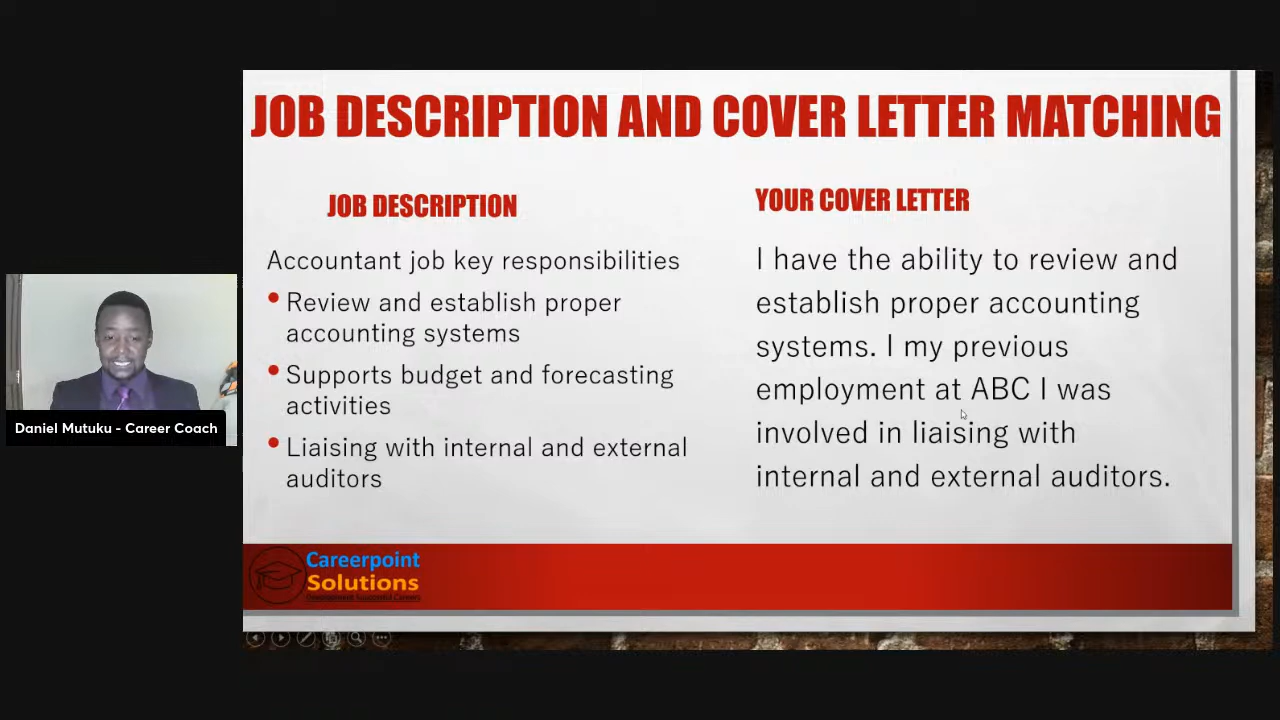 JOB DESCRIPTION AND COVER LETTER MATCHING
JOB DESCRIPTION
Accountant job key responsibilities
Review and establish proper
accounting systems
Supports budget and forecasting
activities
Liaising with internal and external
auditors
YOUR COVER LETTER
I have the ability to review and
establish proper accounting
systems. I my previous
employment at ABC I was
involved in liaising with
internal and external auditors.
Daniel Mutuku - Career Coach
Careerpoint
Solutions
Development Successful Careers